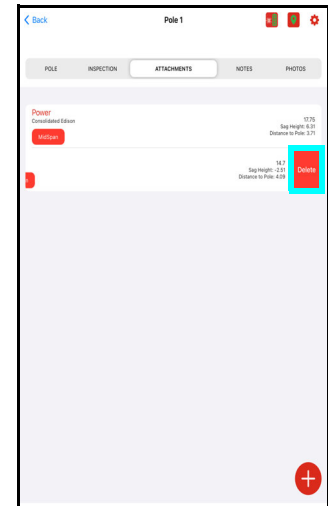 Back
Pole 1
POLE
INSPECTION
ATTACHMENTS
NOTES
PHOTOS
Power
Consolidated Edison
MidSpan
17.75
Sag Height: 6.31
Distance to Pole: 3.71
14.7
Sag Height: -2.51
Distance to Pole: 4.09
Delete